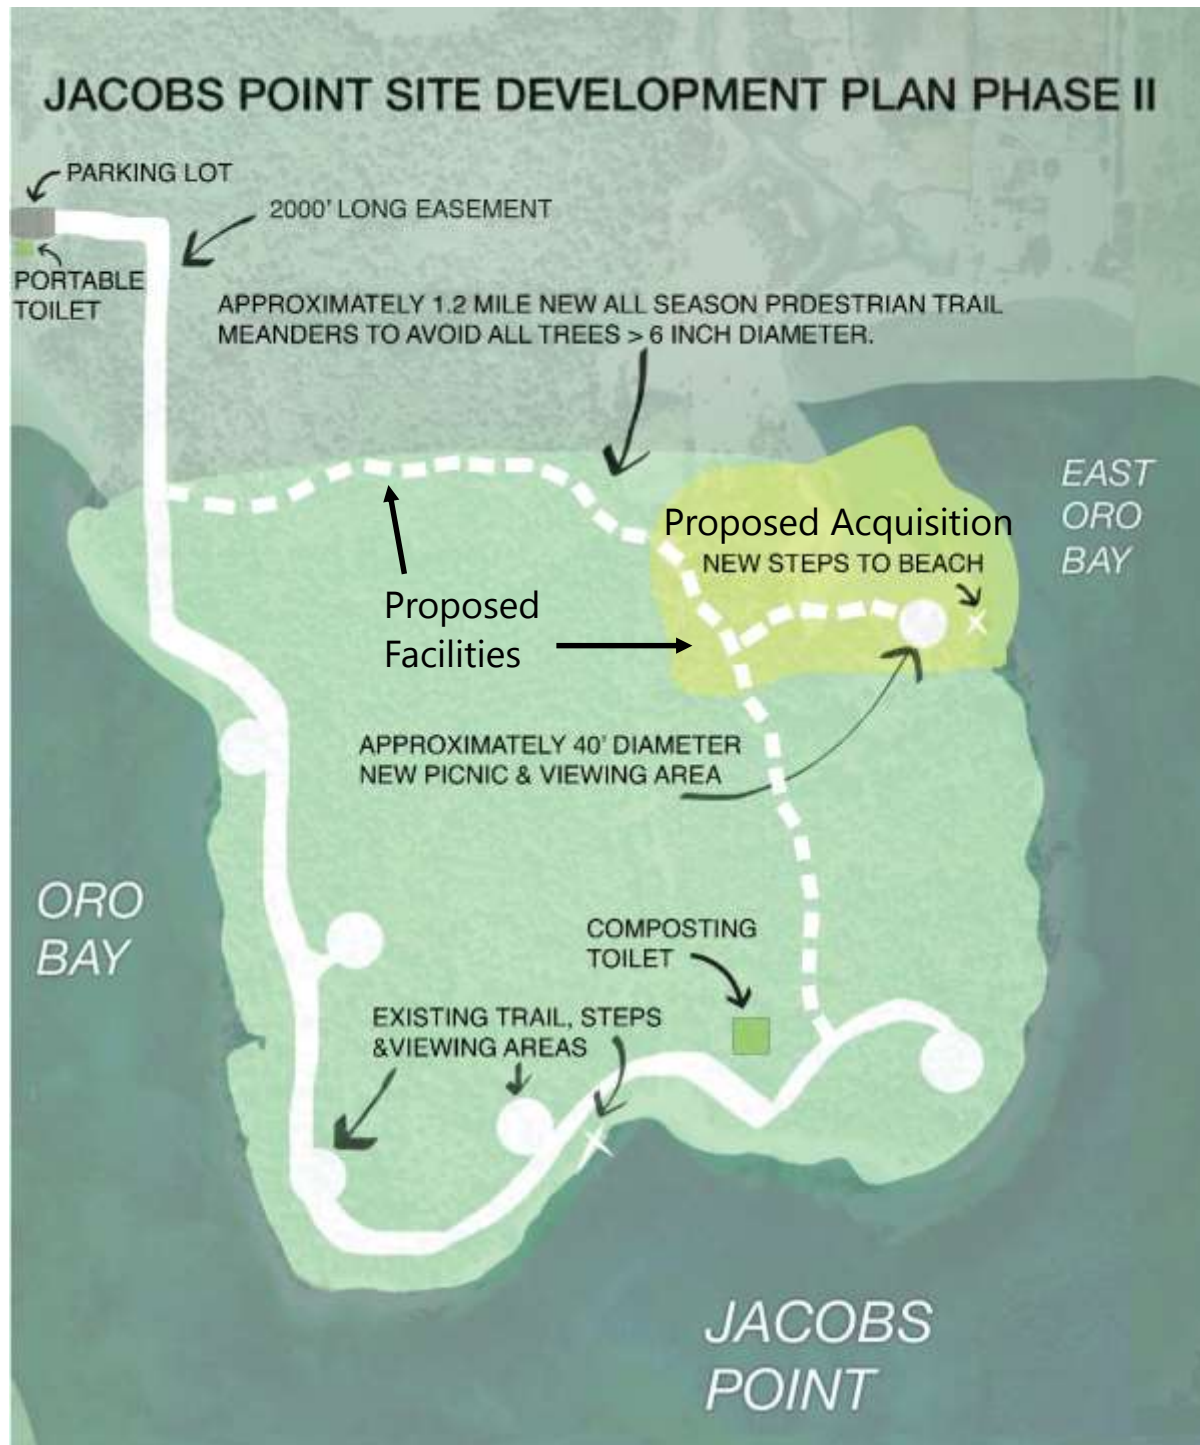 JACOBS POINT SITE DEVELOPMENT PLAN PHASE II
PARKING LOT
2000' LONG EASEMENT
PORTABLE
TOILET
APPROXIMATELY 1.2 MILE NEW ALL SEASON PRDESTRIAN TRAIL
MEANDERS TO AVOID ALL TREES > 6 INCH DIAMETER.
EAST
ORO
BAY
Proposed Acquisition
NEW STEPS TO BEACH
Proposed
Facilities
APPROXIMATELY 40' DIAMETER
NEW PICNIC & VIEWING AREA
ORO
BAY
COMPOSTING
TOILET
EXISTING TRAIL, STEPS
&VIEWING AREAS
JACOBS
POINT